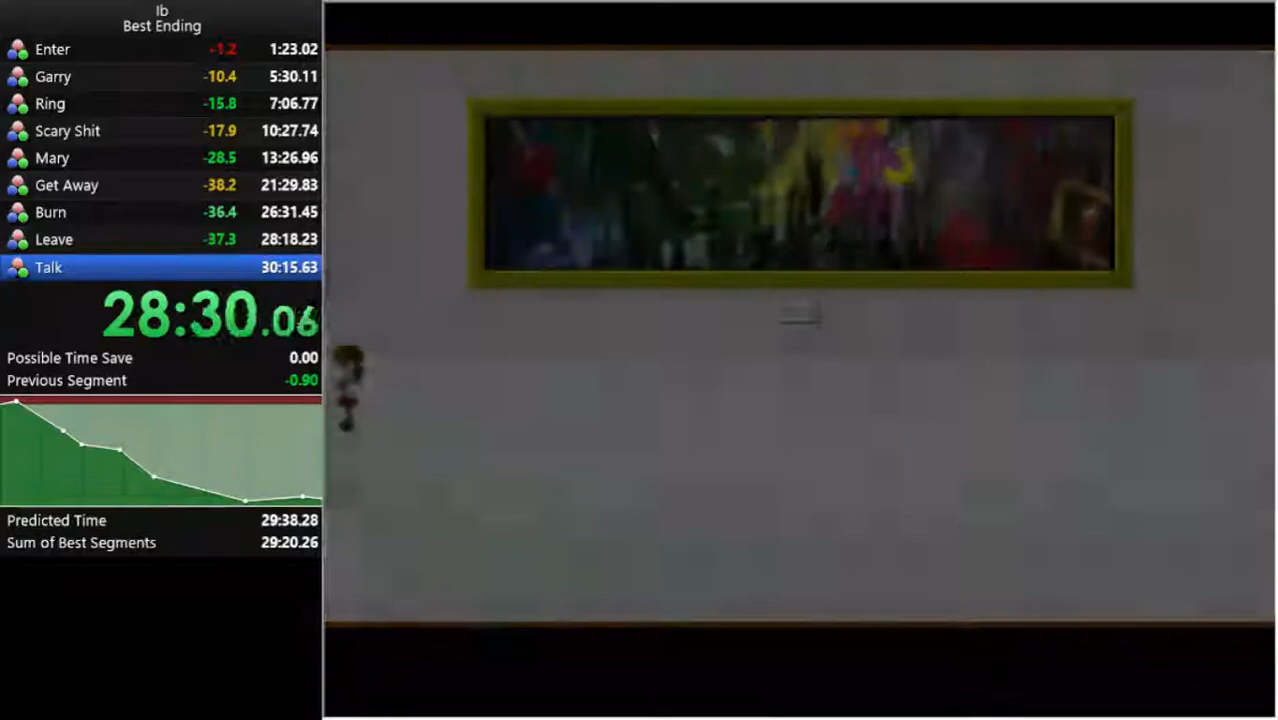 Ib
Best Ending
Enter -1.2 1:23.02
Garry -10.4 5:30.11
Ring -15.8 7:06.77
Scary Shit -17.9 10:27.74
Mary -28.5 13:26.96
Get Away -38.2 21:29.83
Burn -36.4 26:31.45
Leave -37.3 28:18.23
Talk 30:15.63
28:30.06
Possible Time Save 0.00
Previous Segment -0.90
Predicted Time 29:38.28
Sum of Best Segments 29:20.26